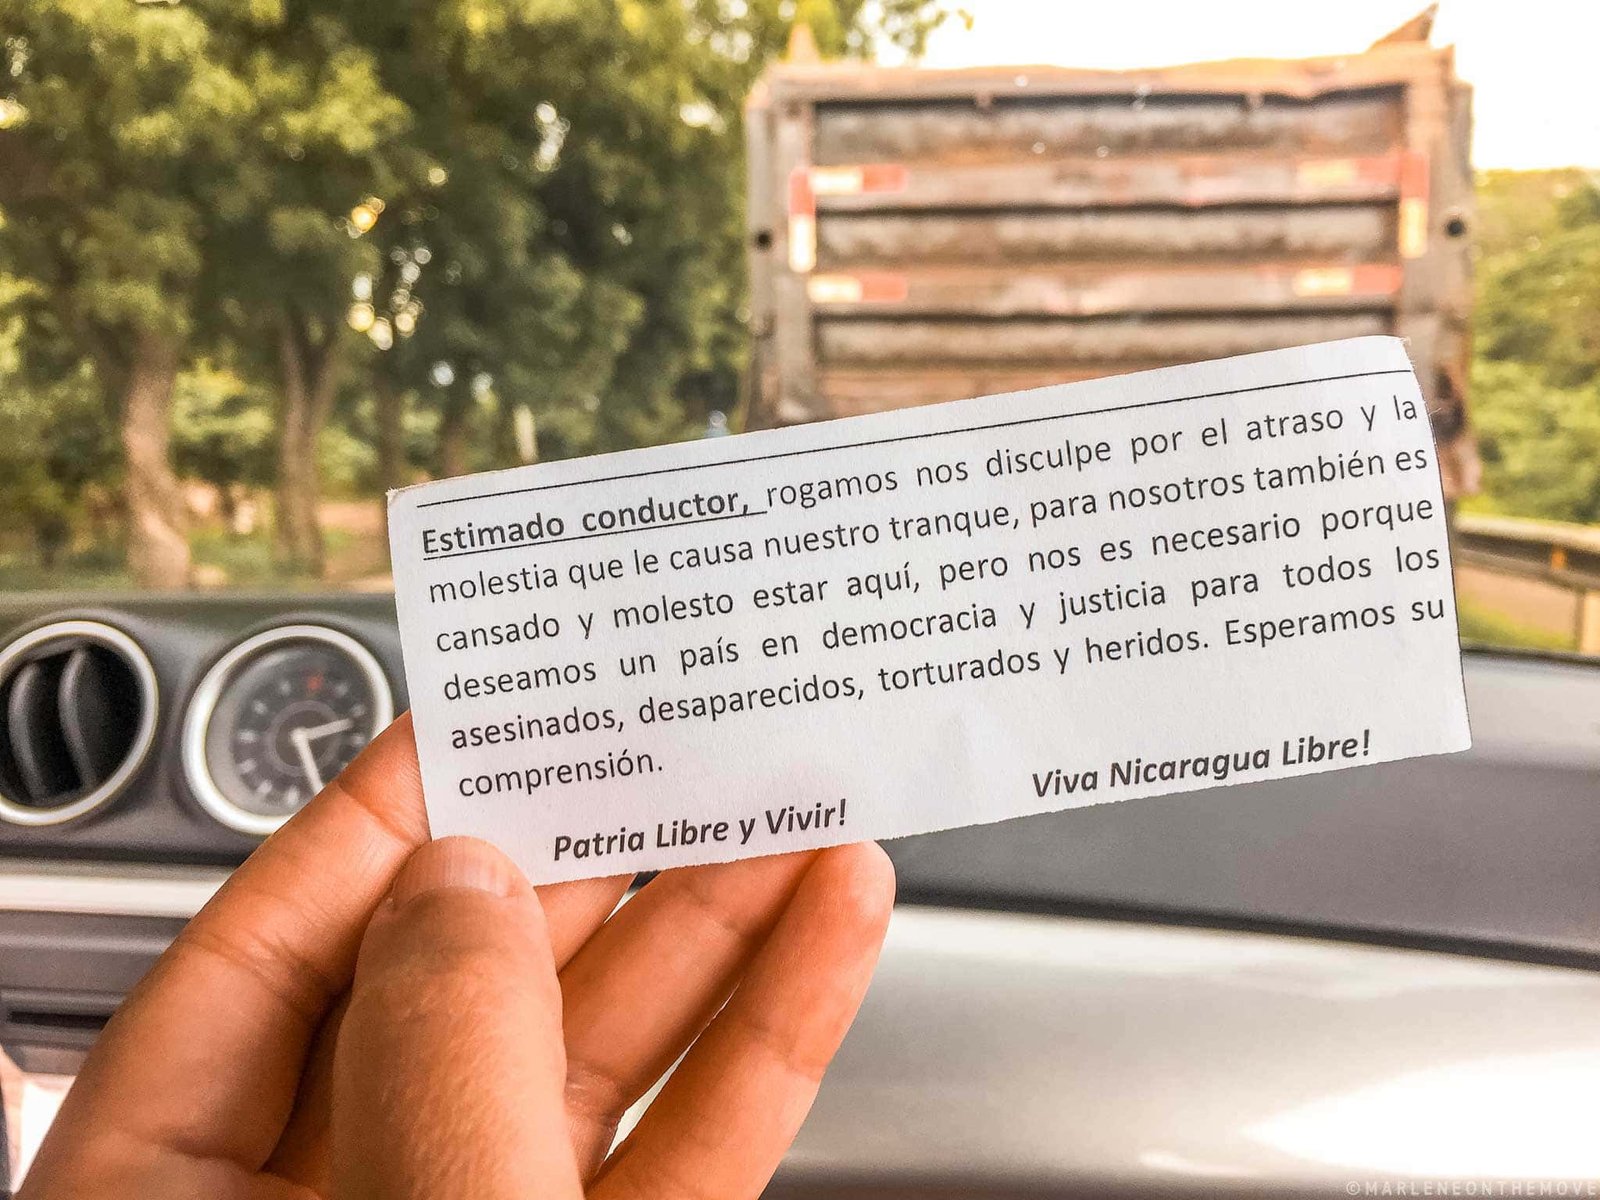 Estimado conductor, rogamos nos disculpe por el atraso y la
molestia que le causa nuestro tranque, para nosotros también es
cansado y molesto estar aquí, pero nos es necesario porque
deseamos un país en democracia y justicia para todos los
asesinados, desaparecidos, torturados y heridos. Esperamos su
comprensión.
Patria Libre y Vivir! Viva Nicaragua Libre!
©MARLENEONTHEMOVE